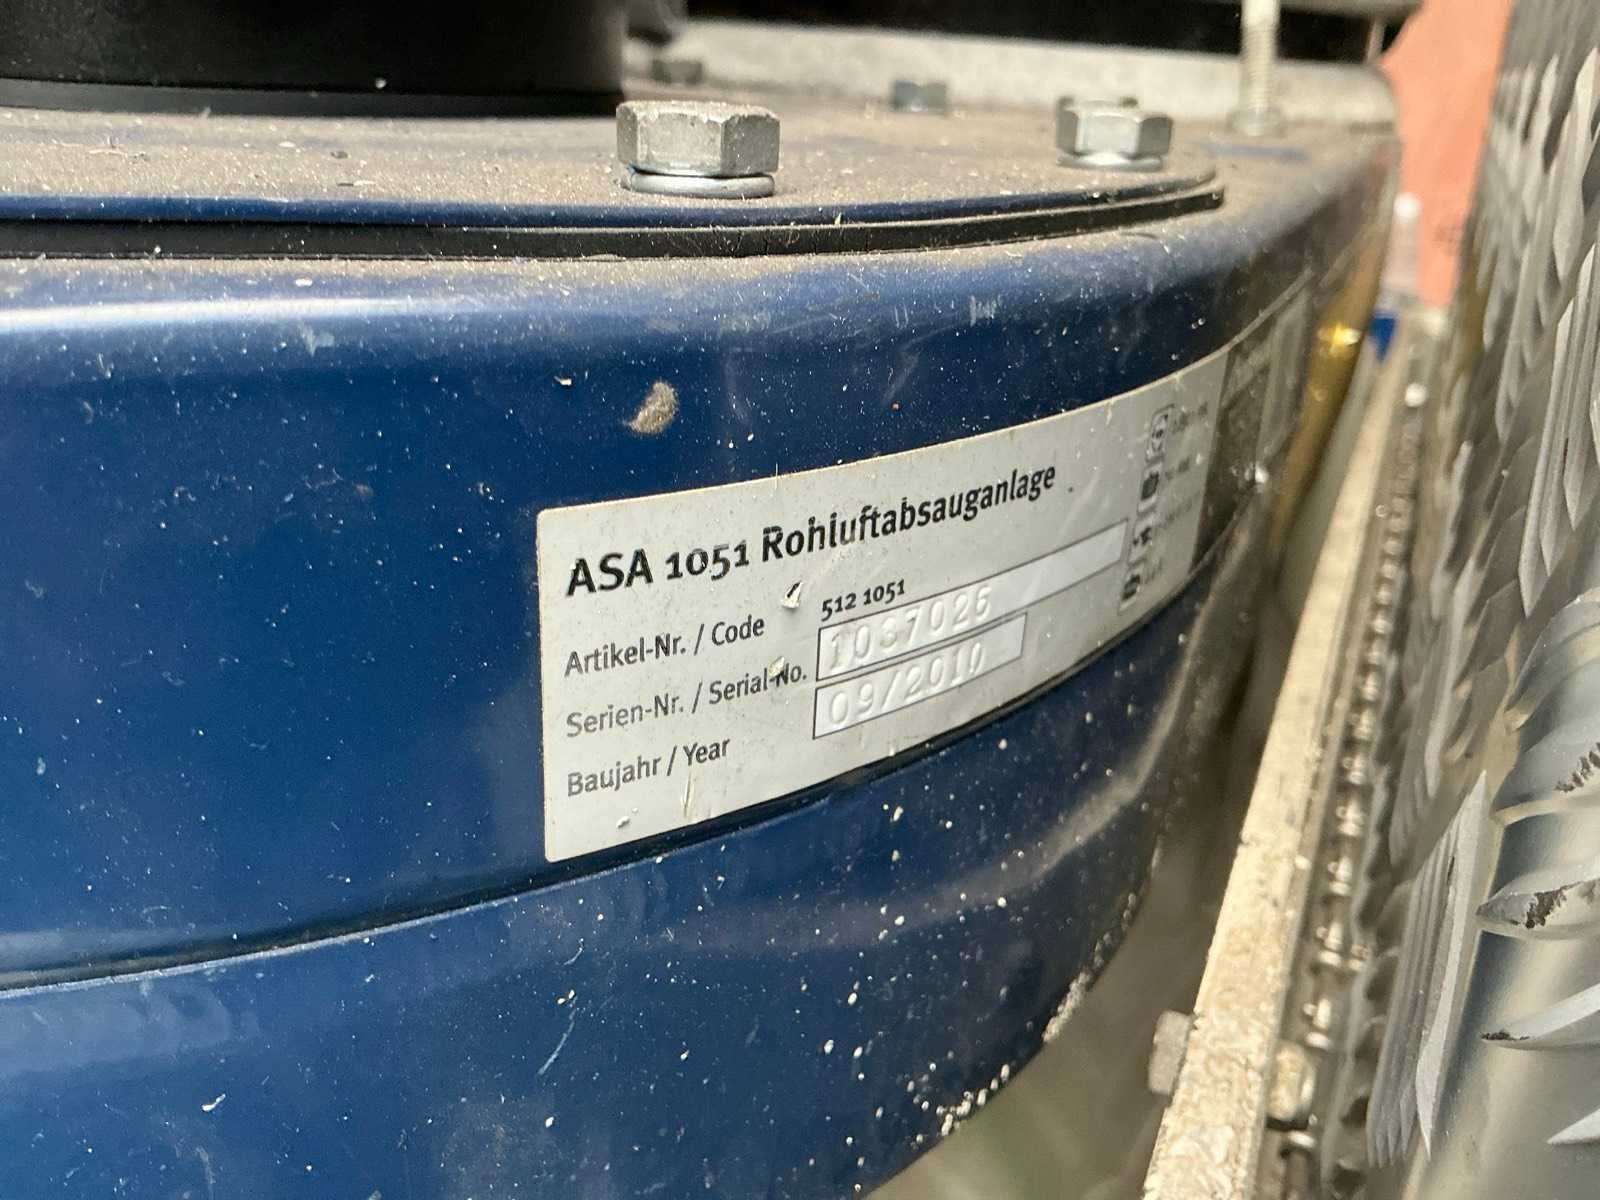 ASA 1051 Rohluftabsauganlage
Artikel-Nr. / Code 512 1051
Serien-Nr. / Serial-No. 1037026
Baujahr / Year 09/2010